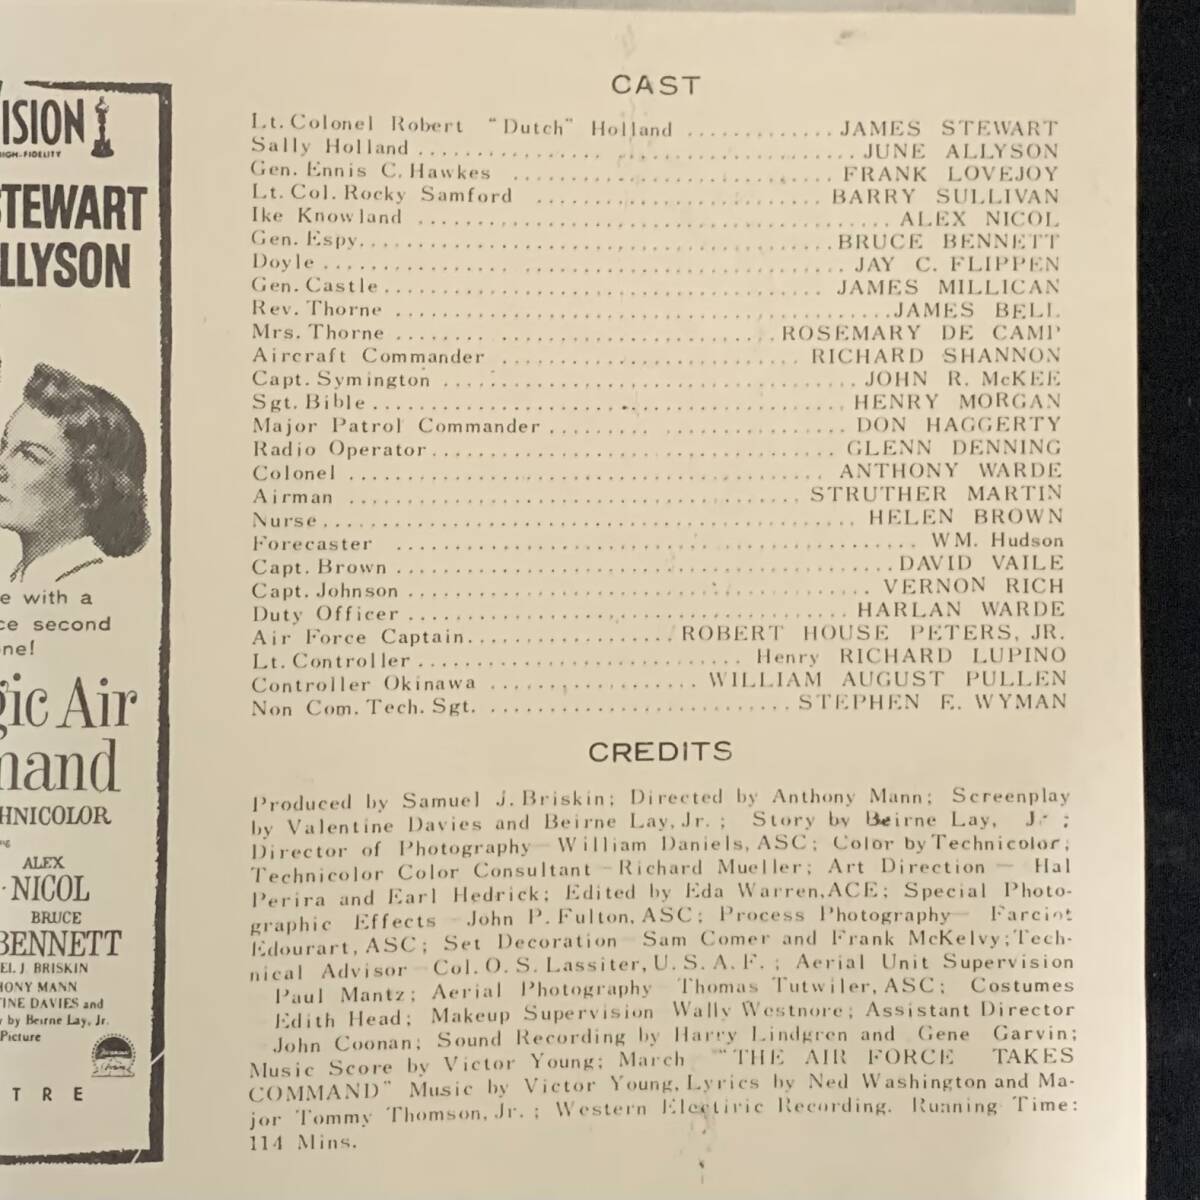 ISION
HIGH-FIDELITY
STEWART
LLYSON
e with a
ce second
ne!
gic Air
mand
HNICOLOR
ALEX
NICOL
BRUCE
BENNETT
EL J. BRISKIN
HONY MANN
TINE DAVIES and
y by Beirne Lay, Jr.
Picture
T R E
CAST
Lt. Colonel Robert "Dutch" Holland ............. JAMES STEWART
Sally Holland ............. JUNE ALLYSON
Gen. Ennis C. Hawkes ............. FRANK LOVEJOY
Lt. Col. Rocky Samford ............. BARRY SULLIVAN
Ike Knowland ............. ALEX NICOL
Gen. Espy ............. BRUCE BENNETT
Doyle ............. JAY C. FLIPPEN
Gen. Castle ............. JAMES MILLICAN
Rev. Thorne ............. JAMES BELL
Mrs. Thorne ............. ROSEMARY DE CAMP
Aircraft Commander ............. RICHARD SHANNON
Capt. Symington ............. JOHN R. McKEE
Sgt. Bible ............. HENRY MORGAN
Major Patrol Commander ............. DON HAGGERTY
Radio Operator ............. GLENN DENNING
Colonel ............. ANTHONY WARDE
Airman ............. STRUTHER MARTIN
Nurse ............. HELEN BROWN
Forecaster ............. WM. Hudson
Capt. Brown ............. DAVID VAILE
Capt. Johnson ............. VERNON RICH
Duty Officer ............. HARLAN WARDE
Air Force Captain ............. ROBERT HOUSE PETERS, JR.
Lt. Controller ............. Henry RICHARD LUPINO
Controller Okinawa ............. WILLIAM AUGUST PULLEN
Non Com. Tech. Sgt. ............. STEPHEN E. WYMAN
CREDITS
Produced by Samuel J. Briskin; Directed by Anthony Mann; Screenplay
by Valentine Davies and Beirne Lay, Jr. ; Story by Beirne Lay, Jr ;
Director of Photography William Daniels, ASC; Color by Technicolor;
Technicolor Color Consultant - Richard Mueller; Art Direction — Hal
Perira and Earl Hedrick; Edited by Eda Warren, ACE; Special Photo-
graphic Effects John P. Fulton, ASC; Process Photography Farciot
Edourart, ASC; Set Decoration Sam Comer and Frank McKelvy; Tech-
nical Advisor Col. O. S. Lassiter, U. S. A. F. ; Aerial Unit Supervision
Paul Mantz; Aerial Photography Thomas Tutwiler, ASC; Costumes
Edith Head; Makeup Supervision Wally Westnore; Assistant Director
John Coonan; Sound Recording by Harry Lindgren and Gene Garvin;
Music Score by Victor Young; March "THE AIR FORCE TAKES
COMMAND" Music by Victor Young, Lyrics by Ned Washington and Ma-
jor Tommy Thomson, Jr. ; Western Electiric Recording. Running Time:
114 Mins.